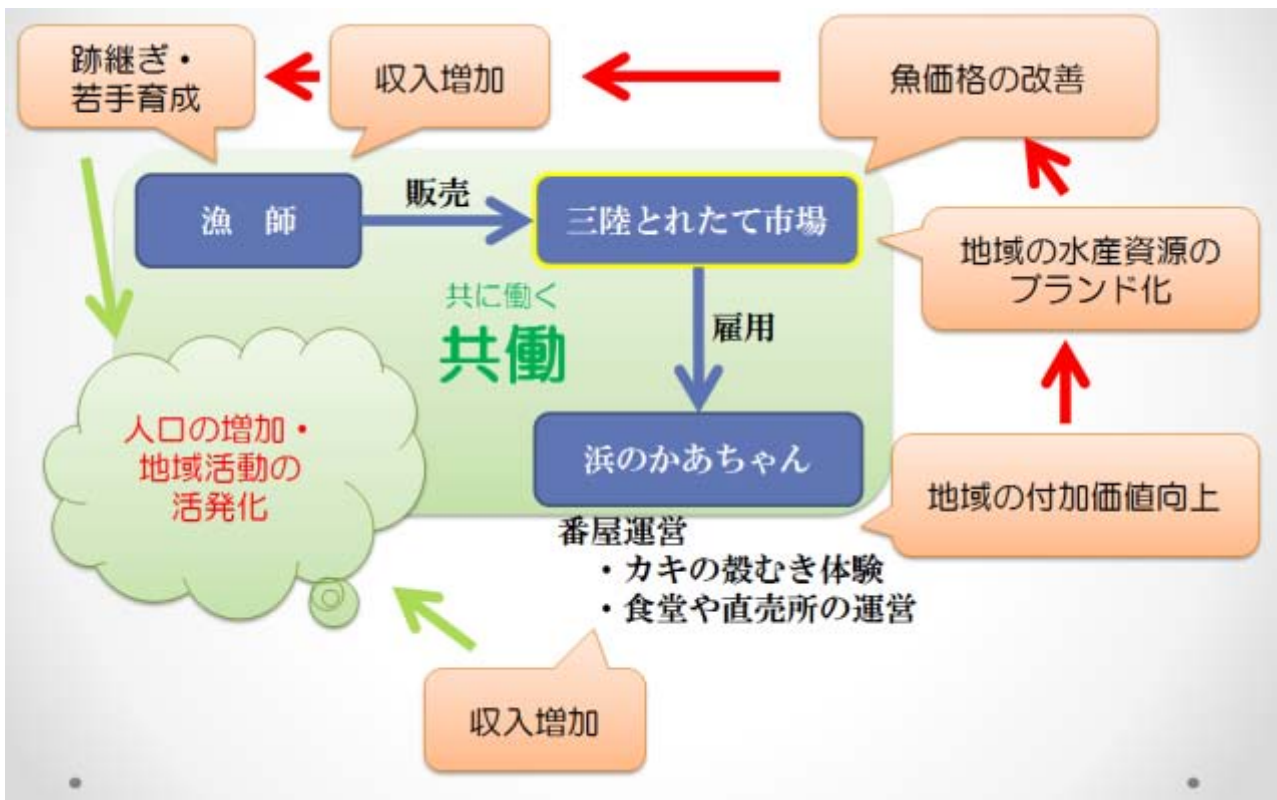 跡継ぎ・
若手育成
収入増加
魚価格の改善
漁　師
販売
三陸とれたて市場
地域の水産資源の
ブランド化
共に働く
共働
雇用
人口の増加・
地域活動の
活発化
浜のかあちゃん
地域の付加価値向上
番屋運営
・カキの殻むき体験
・食堂や直売所の運営
収入増加